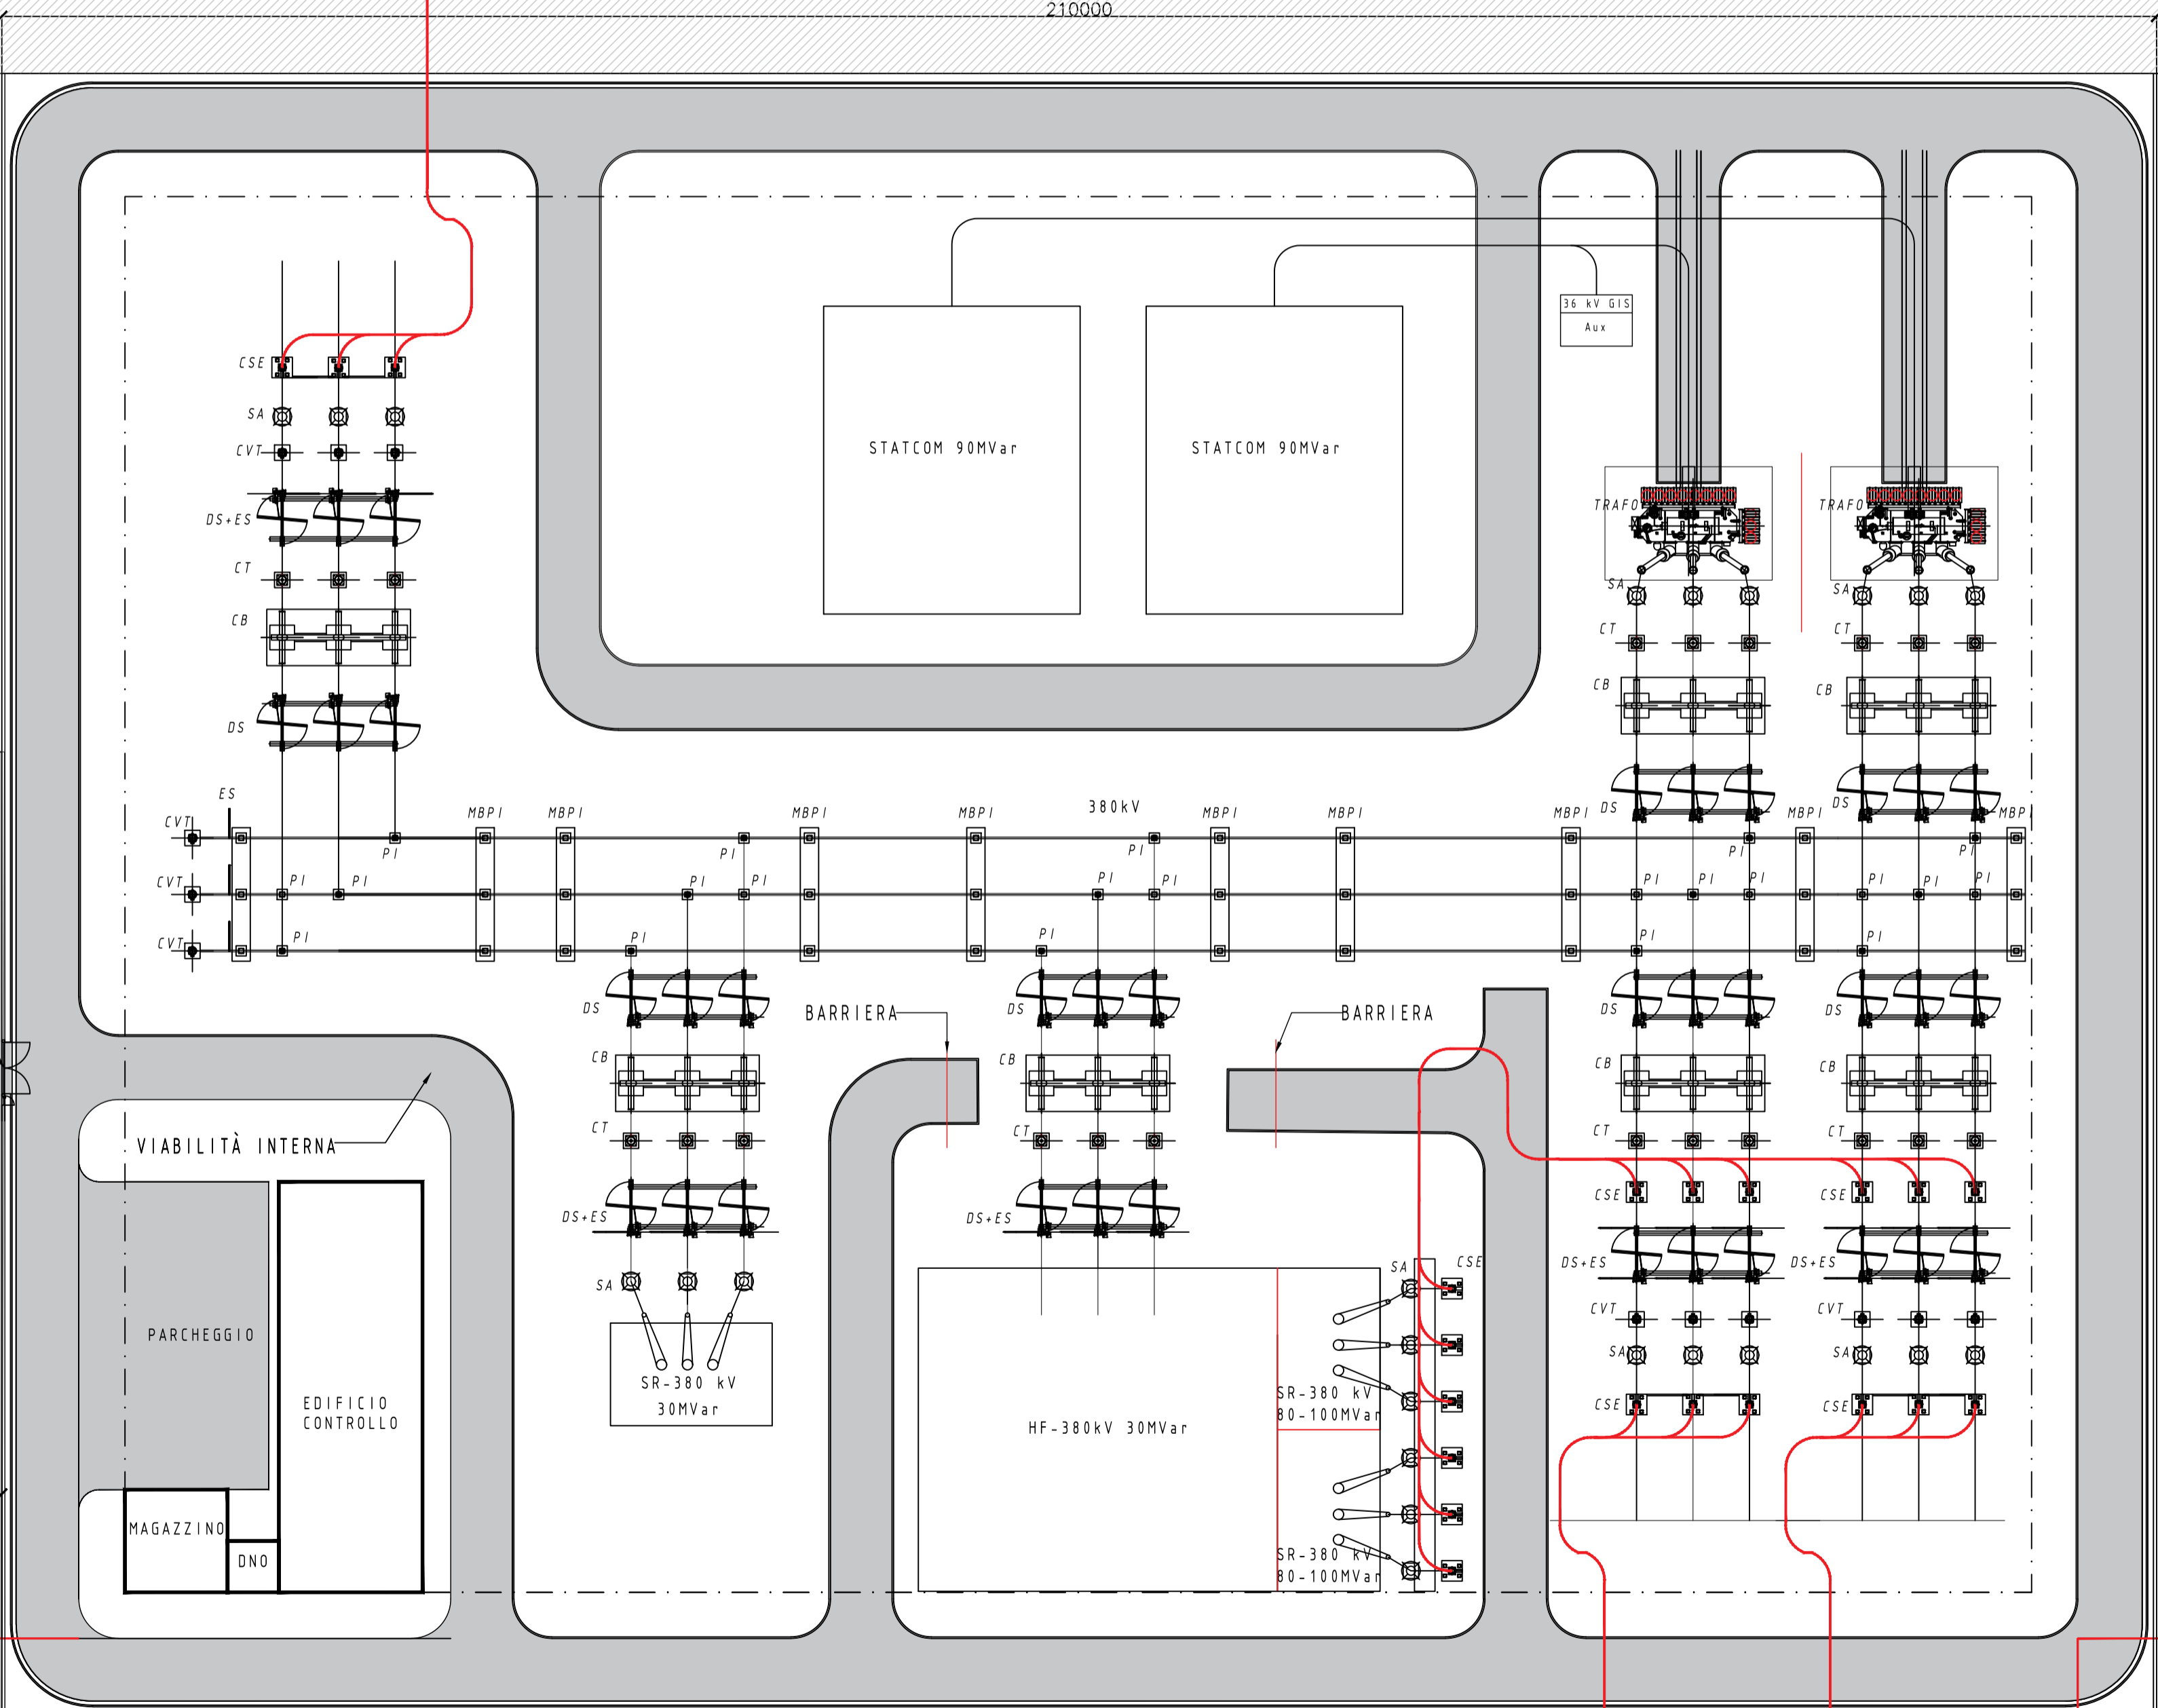 210000
36 kV GIS
Aux
CSE
SA
CVT
STATCOM 90MVar
STATCOM 90MVar
DS+ES
TRAFO
TRAFO
CT
SA
SA
CB
CT
CT
CB
CB
DS
ES
CVT
MBPI
MBPI
MBPI
MBPI
380kV
MBPI
MBPI
MBPI
DS
MBPI
DS
MBPI
PI
PI
PI
PI
PI
CVT
PI
PI
PI
PI
PI
PI
PI
PI
PI
PI
PI
PI
CVT
PI
PI
PI
PI
PI
DS
BARRIERA
DS
BARRIERA
DS
DS
CB
CB
CB
CB
VIABILITÀ INTERNA
CT
CT
CT
CT
CSE
CSE
DS+ES
DS+ES
DS+ES
DS+ES
SA
SA
CSE
CVT
CVT
PARCHEGGIO
SA
SA
EDIFICIO
CONTROLLO
SR-380 kV
30MVar
HF-380kV 30MVar
SR-380 kV
80-100MVar
CSE
CSE
MAGAZZINO
DNO
SR-380 kV
80-100MVar